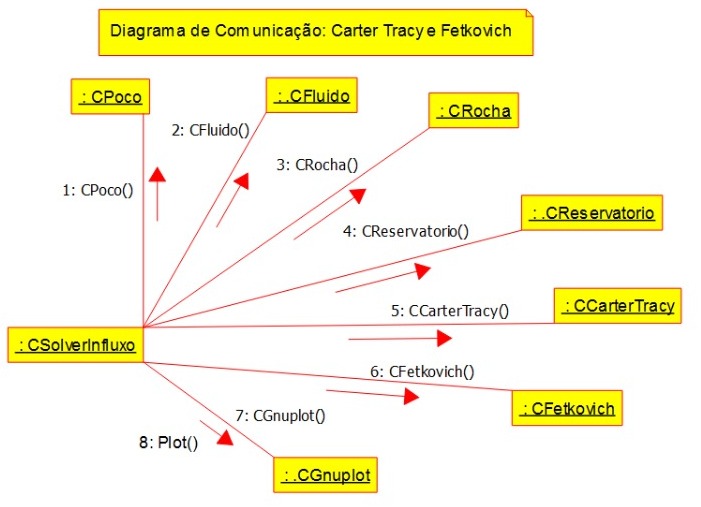 Diagrama de Comunicação: Carter Tracy e Fetkovich
: CPoco
: .CFluido
: CRocha
2: CFluido()
3: CRocha()
1: CPoco()
: .CReservatorio
4: CReservatorio()
: CCarterTracy
5: CCarterTracy()
: CSolverInfluxo
6: CFetkovich()
: CFetkovich
7: CGnuplot()
8: Plot()
: .CGnuplot